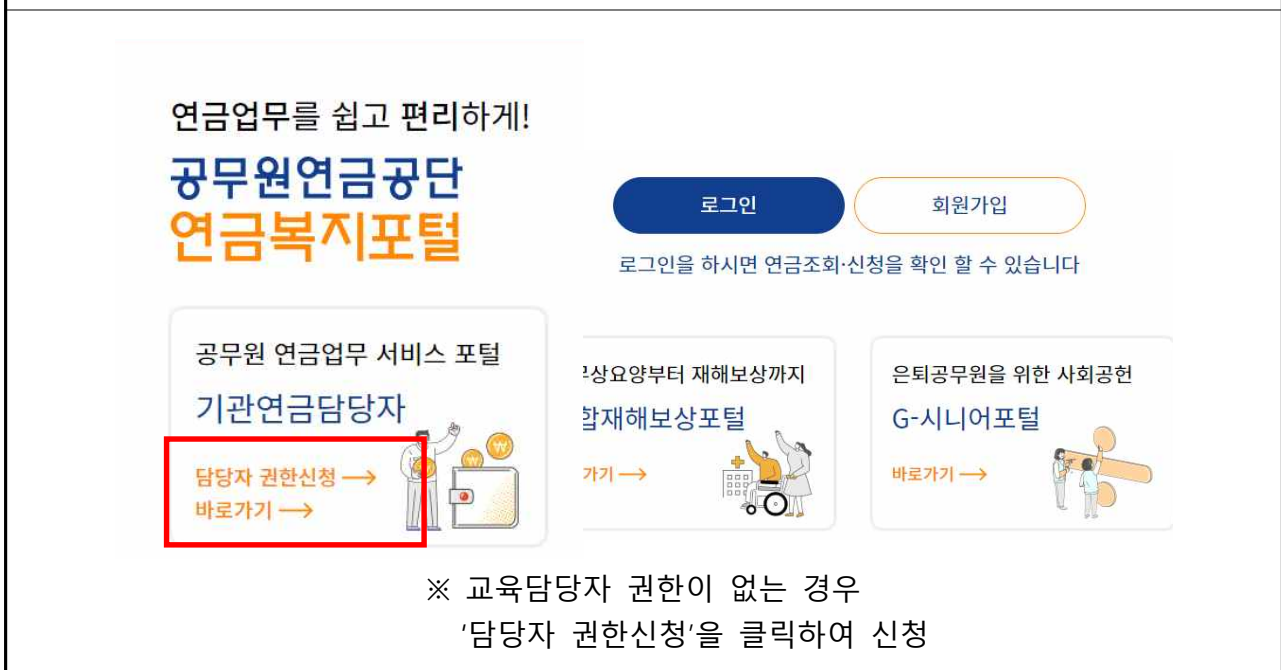 연금업무를 쉽고 편리하게!
공무원연금공단
연금복지포털
로그인
회원가입
로그인을 하시면 연금조회·신청을 확인 할 수 있습니다
공무원 연금업무 서비스 포털
기관연금담당자
담당자 권한신청 →
바로가기 →
상요양부터 재해보상까지
합재해보상포털
가기 →
은퇴공무원을 위한 사회공헌
G-시니어포털
바로가기 →
※ 교육담당자 권한이 없는 경우
'담당자 권한신청'을 클릭하여 신청